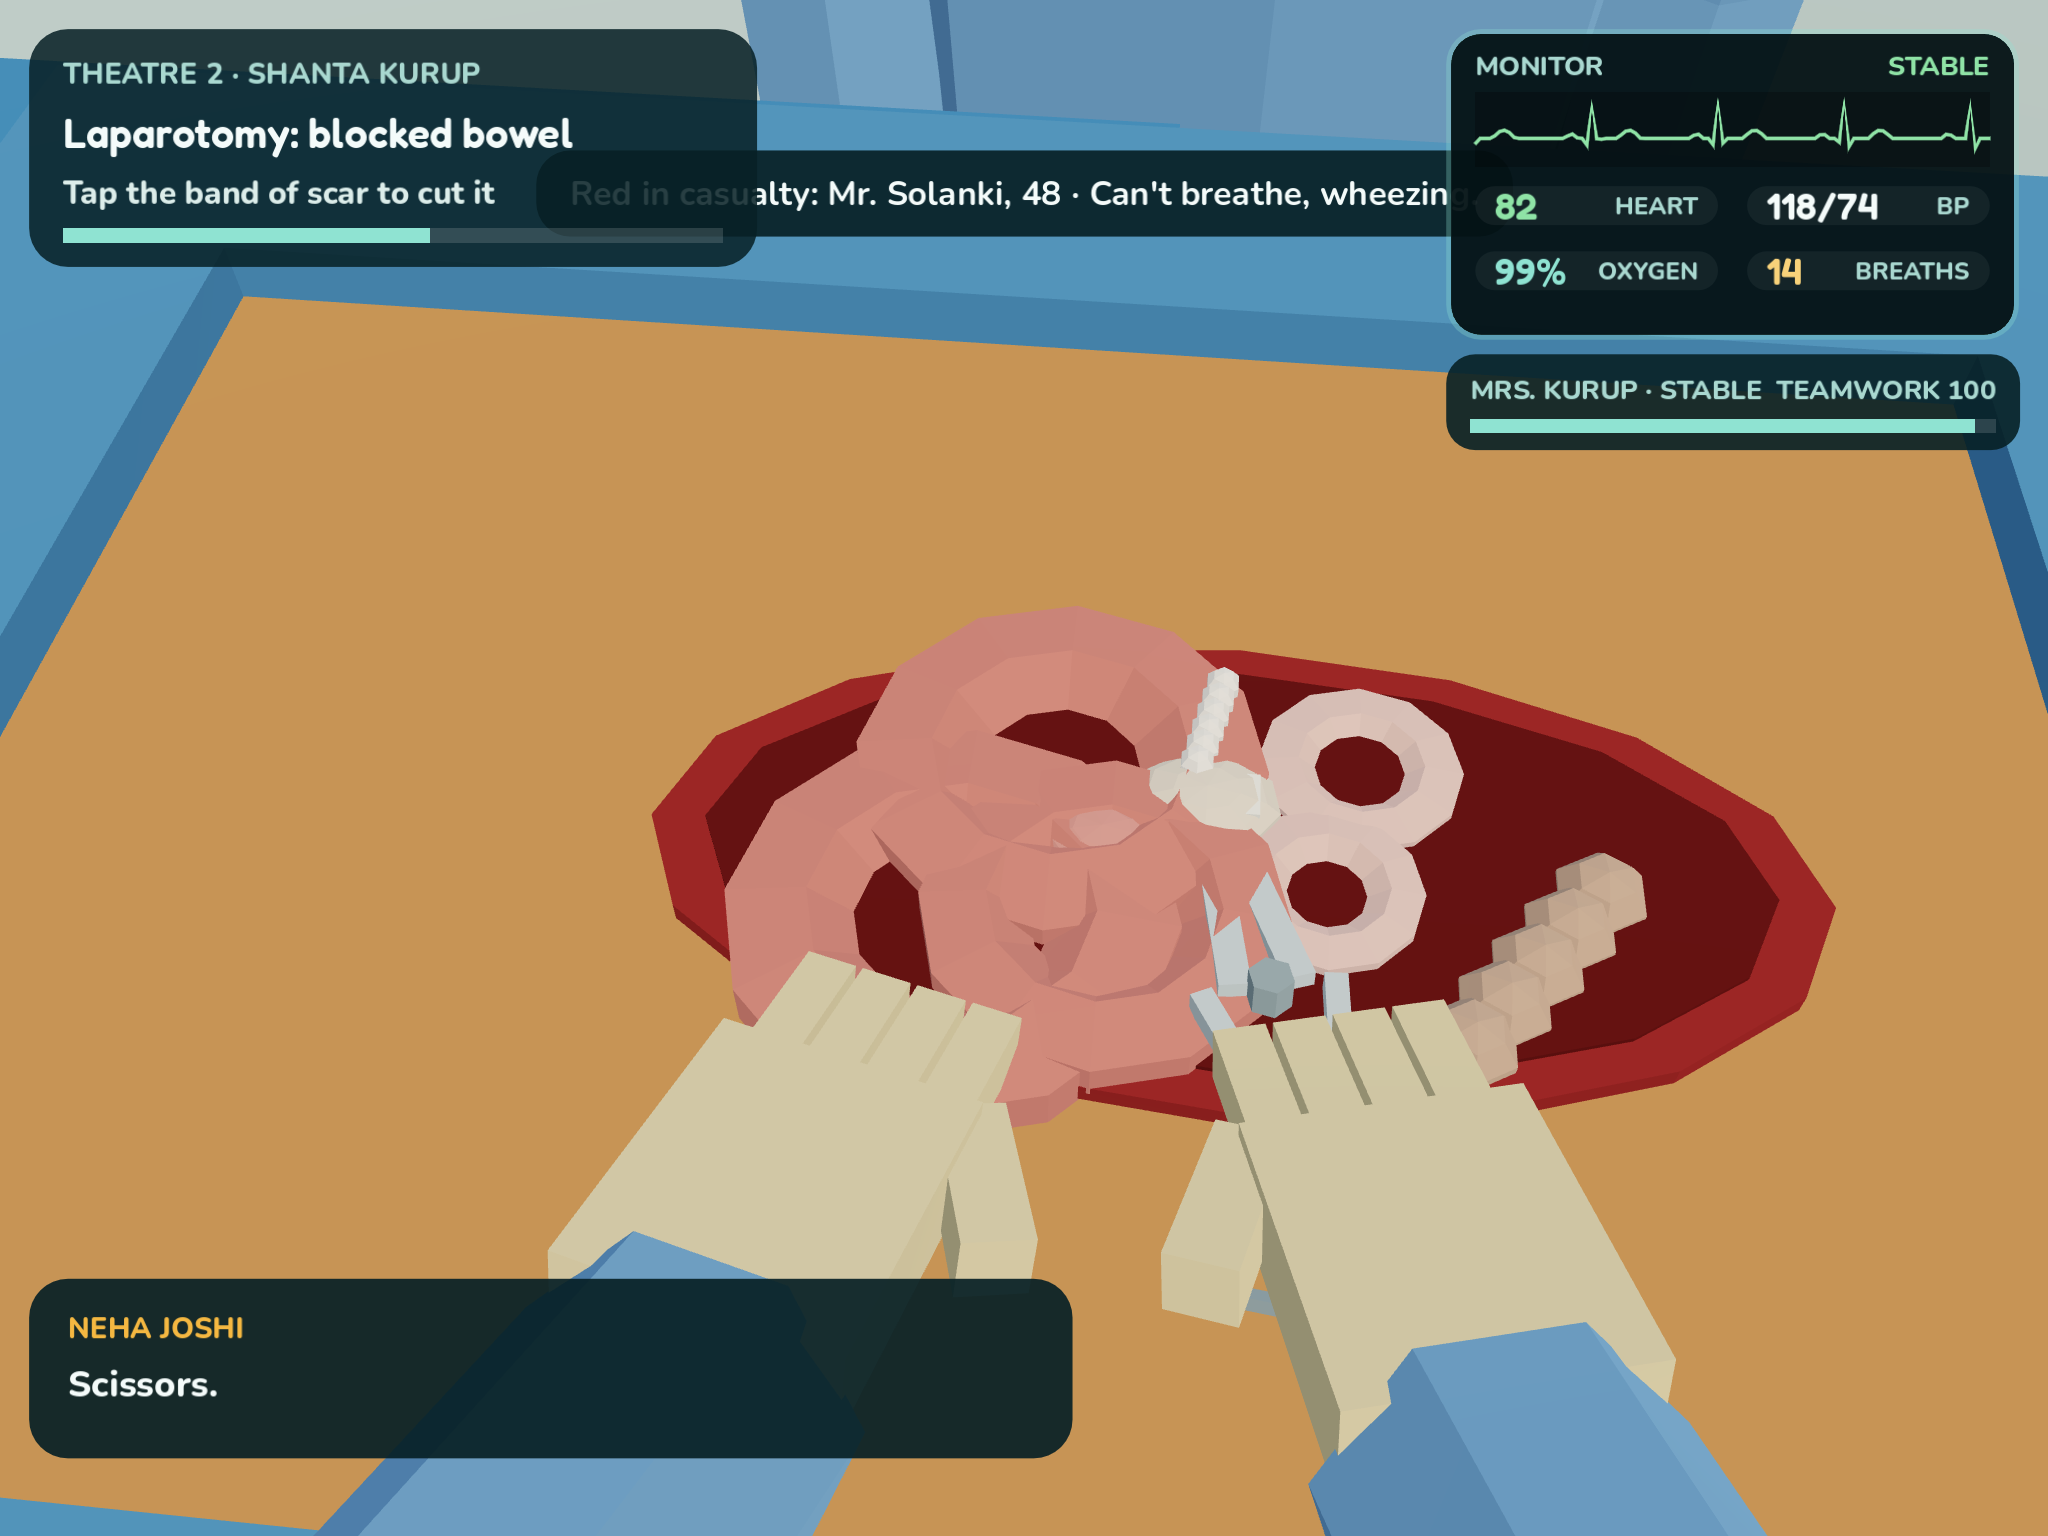 THEATRE 2 · SHANTA KURUP
Laparotomy: blocked bowel
Tap the band of scar to cut it
Red in casualty: Mr. Solanki, 48 · Can't breathe, wheezing.
MONITOR
STABLE
82 HEART
118/74 BP
99% OXYGEN
14 BREATHS
MRS. KURUP · STABLE TEAMWORK 100
NEHA JOSHI
Scissors.